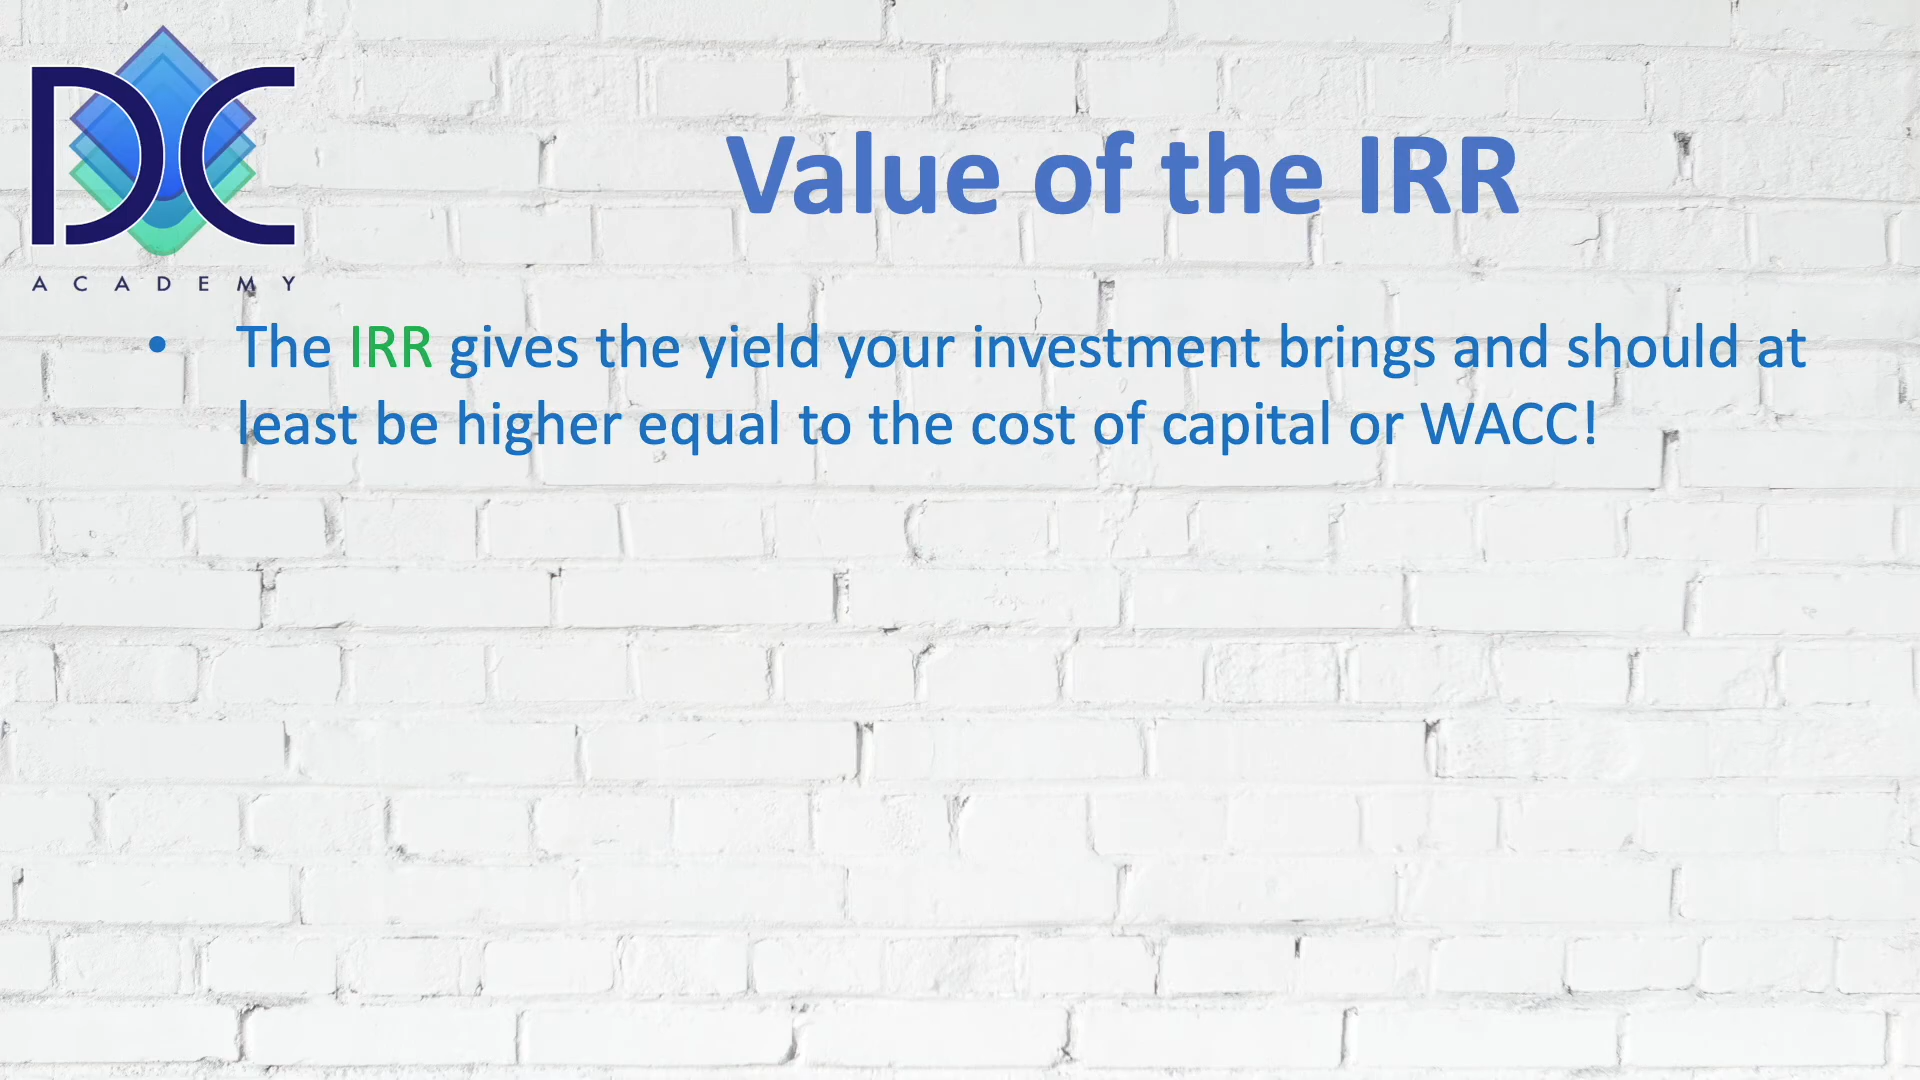 DC
ACADEMY
Value of the IRR
• The IRR gives the yield your investment brings and should at
least be higher equal to the cost of capital or WACC!